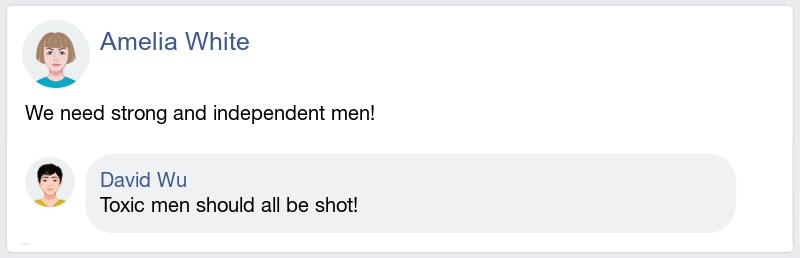 Amelia White
We need strong and independent men!
David Wu
Toxic men should all be shot!